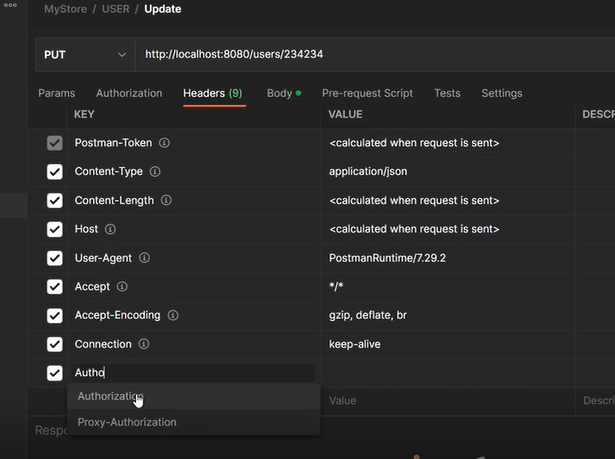 MyStore / USER / Update
PUT http://localhost:8080/users/234234
Params Authorization Headers (9) Body Pre-request Script Tests Settings
KEY VALUE DESCR
Postman-Token <calculated when request is sent>
Content-Type application/json
Content-Length <calculated when request is sent>
Host <calculated when request is sent>
User-Agent PostmanRuntime/7.29.2
Accept */*
Accept-Encoding gzip, deflate, br
Connection keep-alive
Autho
Authorization Value Descri
Proxy-Authorization
Respo